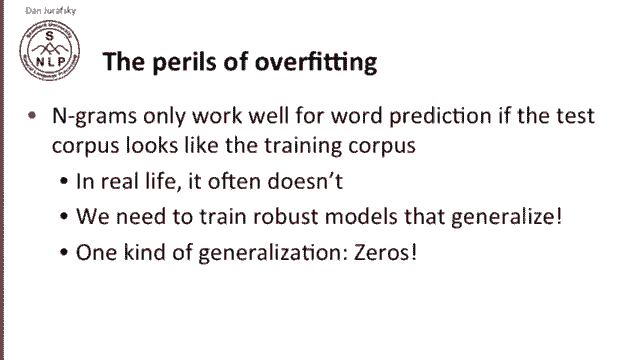 Dan Jurafsky
S
N L P
The perils of overfitting
• N-grams only work well for word prediction if the test
corpus looks like the training corpus
• In real life, it often doesn't
• We need to train robust models that generalize!
• One kind of generalization: Zeros!